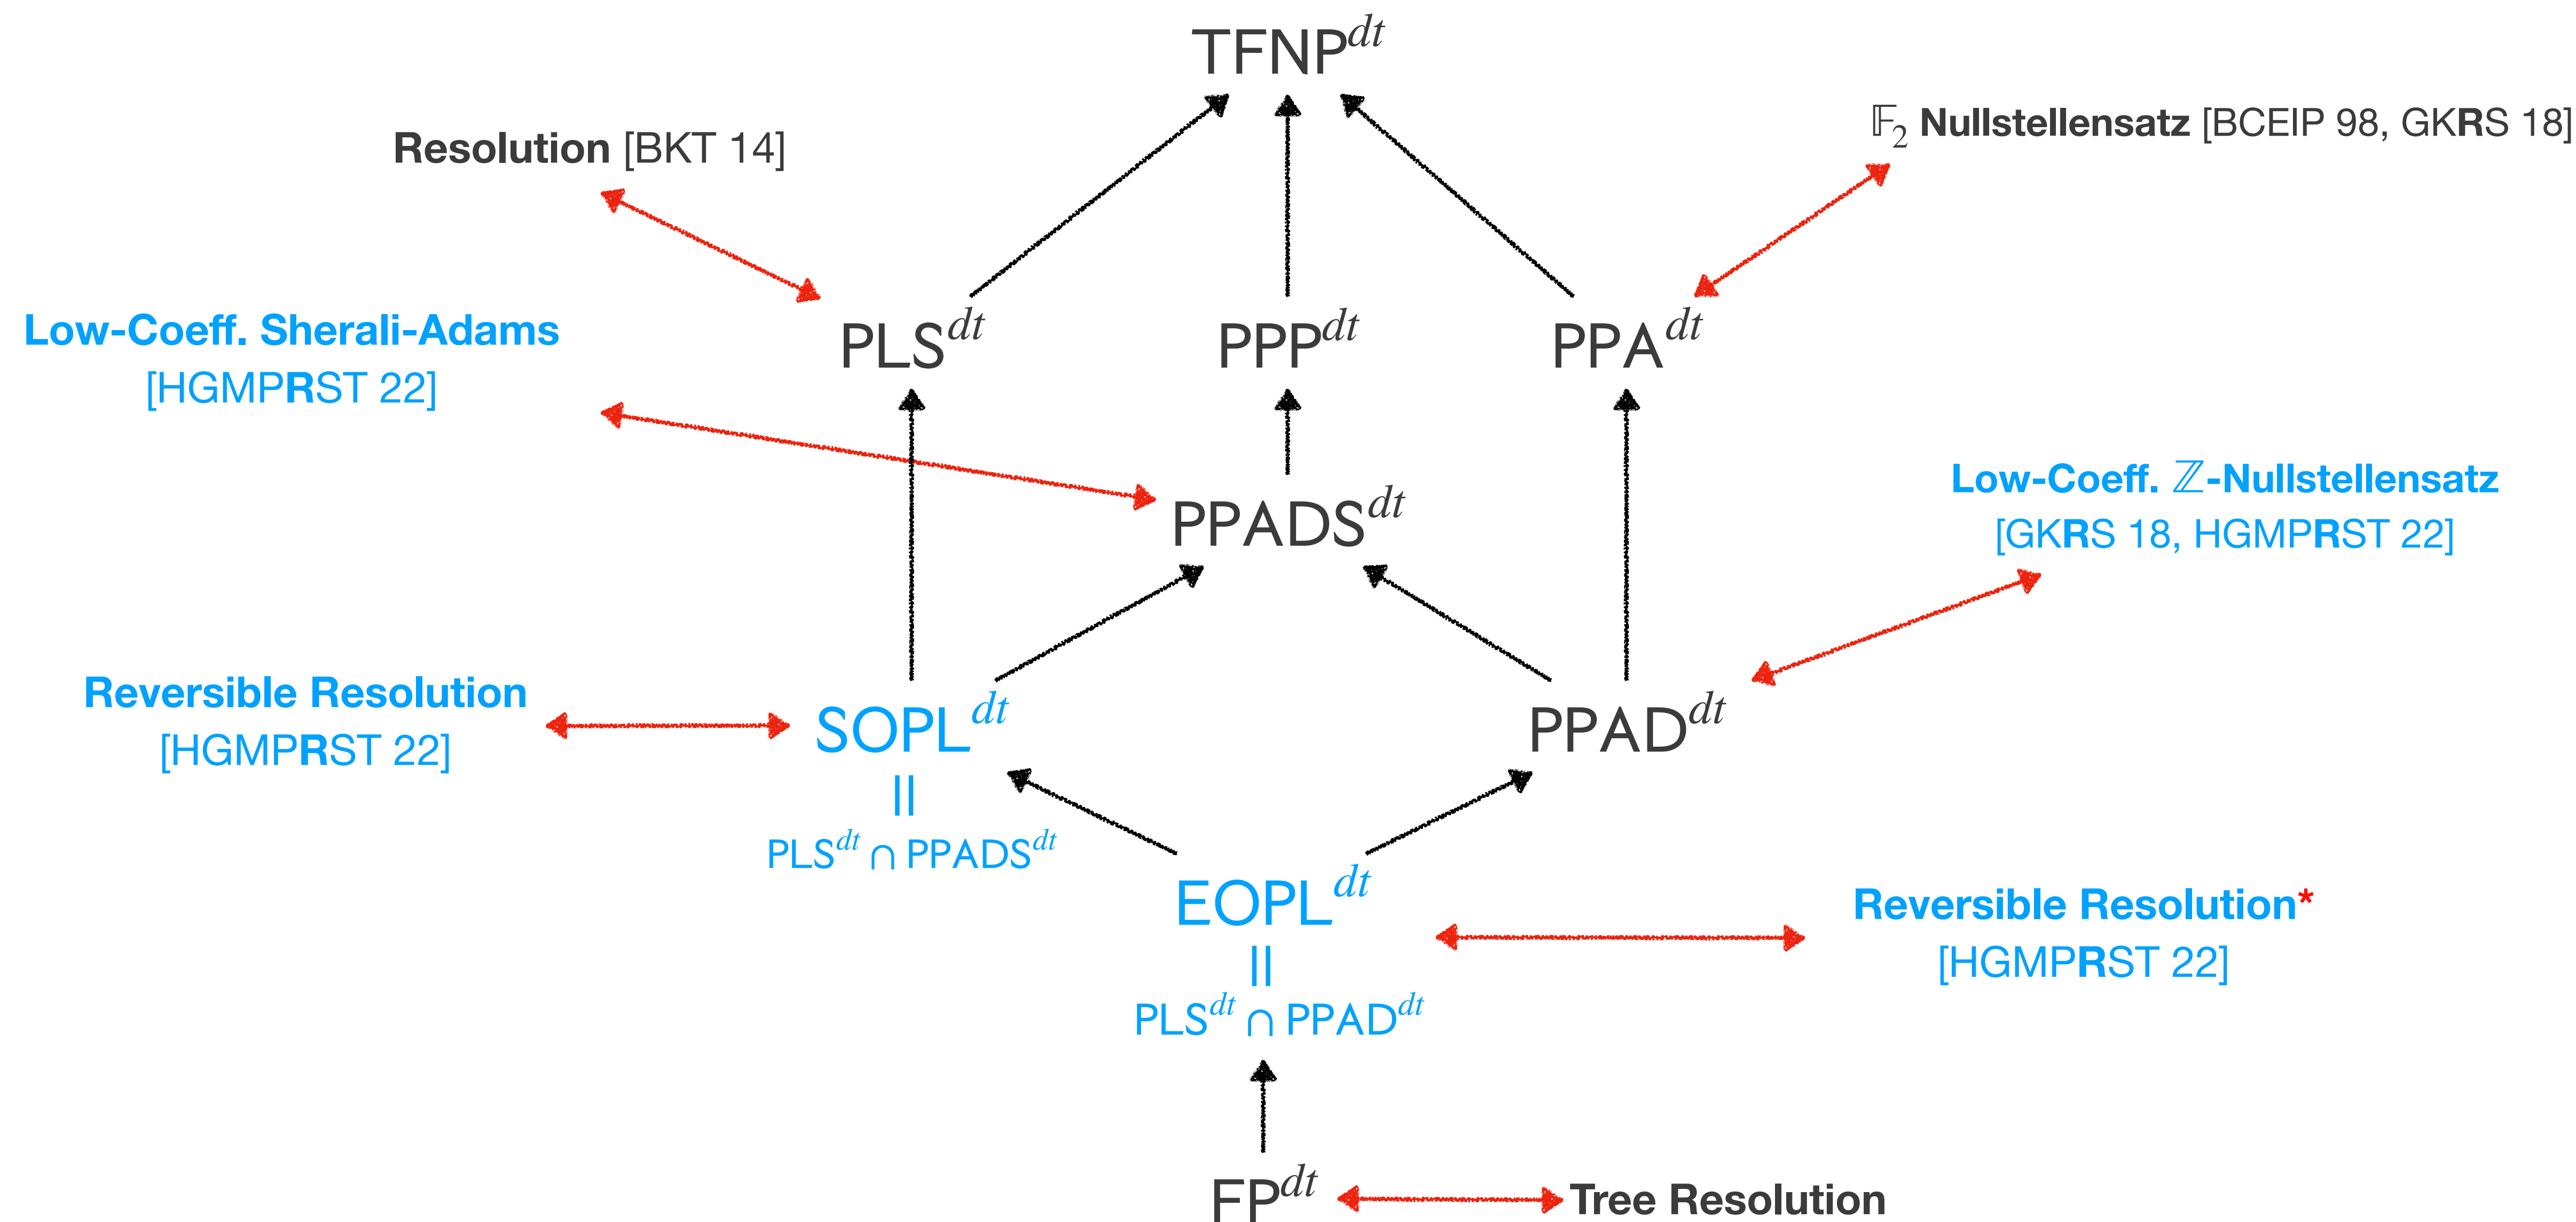 TFNP^dt
Resolution [BKT 14]
𝔽₂ Nullstellensatz [BCEIP 98, GKRS 18]
Low-Coeff. Sherali-Adams
[HGMPRST 22]
PLS^dt
PPP^dt
PPA^dt
PPADS^dt
Low-Coeff. ℤ-Nullstellensatz
[GKRS 18, HGMPRST 22]
Reversible Resolution
[HGMPRST 22]
SOPL^dt
=
PLS^dt ∩ PPADS^dt
PPAD^dt
EOPL^dt
=
PLS^dt ∩ PPAD^dt
Reversible Resolution*
[HGMPRST 22]
FP^dt
Tree Resolution